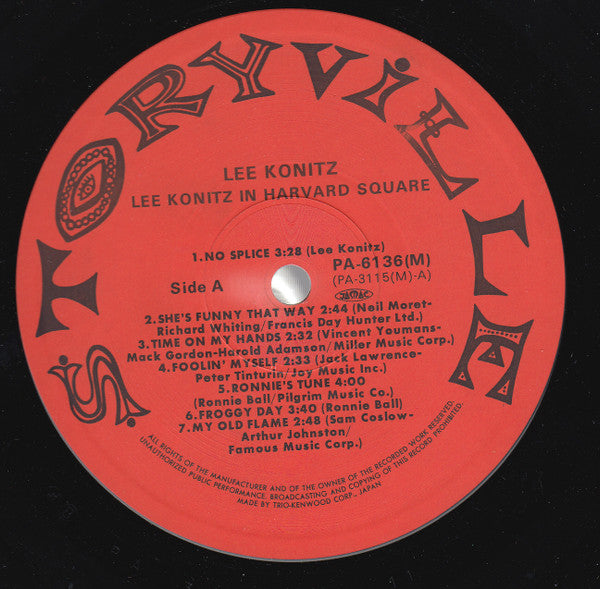 STORYVILLE
LEE KONITZ
LEE KONITZ IN HARVARD SQUARE
1. NO SPLICE 3:28 (Lee Konitz)
Side A
PA-6136(M)
(PA-3115(M)-A)
JASRAC
2. SHE'S FUNNY THAT WAY 2:44 (Neil Moret-
Richard Whiting/Francis Day Hunter Ltd.)
3. TIME ON MY HANDS 2:32 (Vincent Youmans-
Mack Gordon-Harold Adamson/Miller Music Corp.)
4. FOOLIN' MYSELF 2:33 (Jack Lawrence-
Peter Tinturin/Joy Music Inc.)
5. RONNIE'S TUNE 4:00
(Ronnie Ball/Pilgrim Music Co.)
6. FROGGY DAY 3:40 (Ronnie Ball)
7. MY OLD FLAME 2:48 (Sam Coslow-
Arthur Johnston/
Famous Music Corp.)
ALL RIGHTS OF THE MANUFACTURER AND OF THE OWNER OF THE RECORDED WORK RESERVED.
UNAUTHORIZED PUBLIC PERFORMANCE. BROADCASTING AND COPYING OF THIS RECORD PROHIBITED.
MADE BY TRIO-KENWOOD CORP., JAPAN